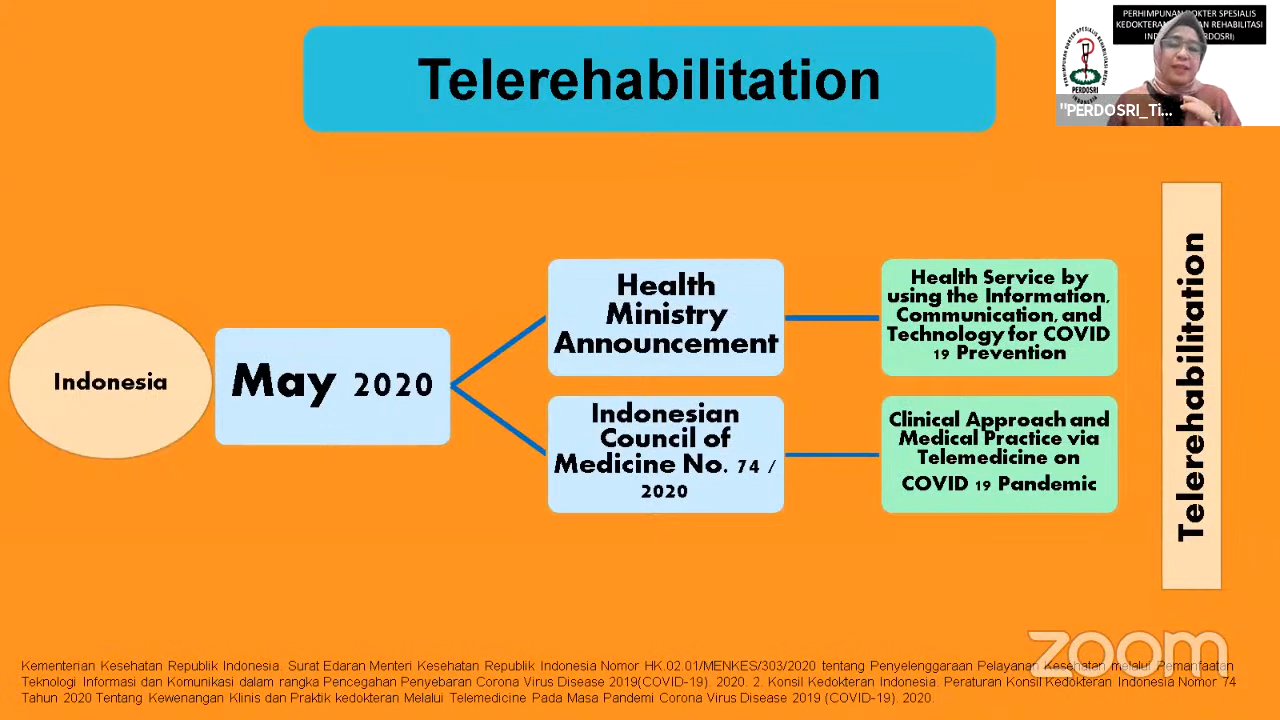 Telerehabilitation
PERHIMPUNAN DOKTER SPESIALIS
KEDOKTERAN
REHABILITASI
PERDOSRI
"PERDOSRI_Ti...
Indonesia
May 2020
Health
Ministry
Announcement
Indonesian
Council of
Medicine No. 74 /
2020
Health Service by
using the Information,
Communication, and
Technology for COVID
19 Prevention
Clinical Approach and
Medical Practice via
Telemedicine on
COVID 19 Pandemic
Telerehabilitation
zoom
Kementerian Kesehatan Republik Indonesia. Surat Edaran Menteri Kesehatan Republik Indonesia Nomor HK.02.01/MENKES/303/2020 tentang Penyelenggaraan Pelayanan Kesehatan melalui Pemanfaatan
Teknologi Informasi dan Komunikasi dalam rangka Pencegahan Penyebaran Corona Virus Disease 2019(COVID-19). 2020. 2. Konsil Kedokteran Indonesia. Peraturan Konsil Kedokteran Indonesia Nomor 74
Tahun 2020 Tentang Kewenangan Klinis dan Praktik kedokteran Melalui Telemedicine Pada Masa Pandemi Corona Virus Disease 2019 (COVID-19). 2020.